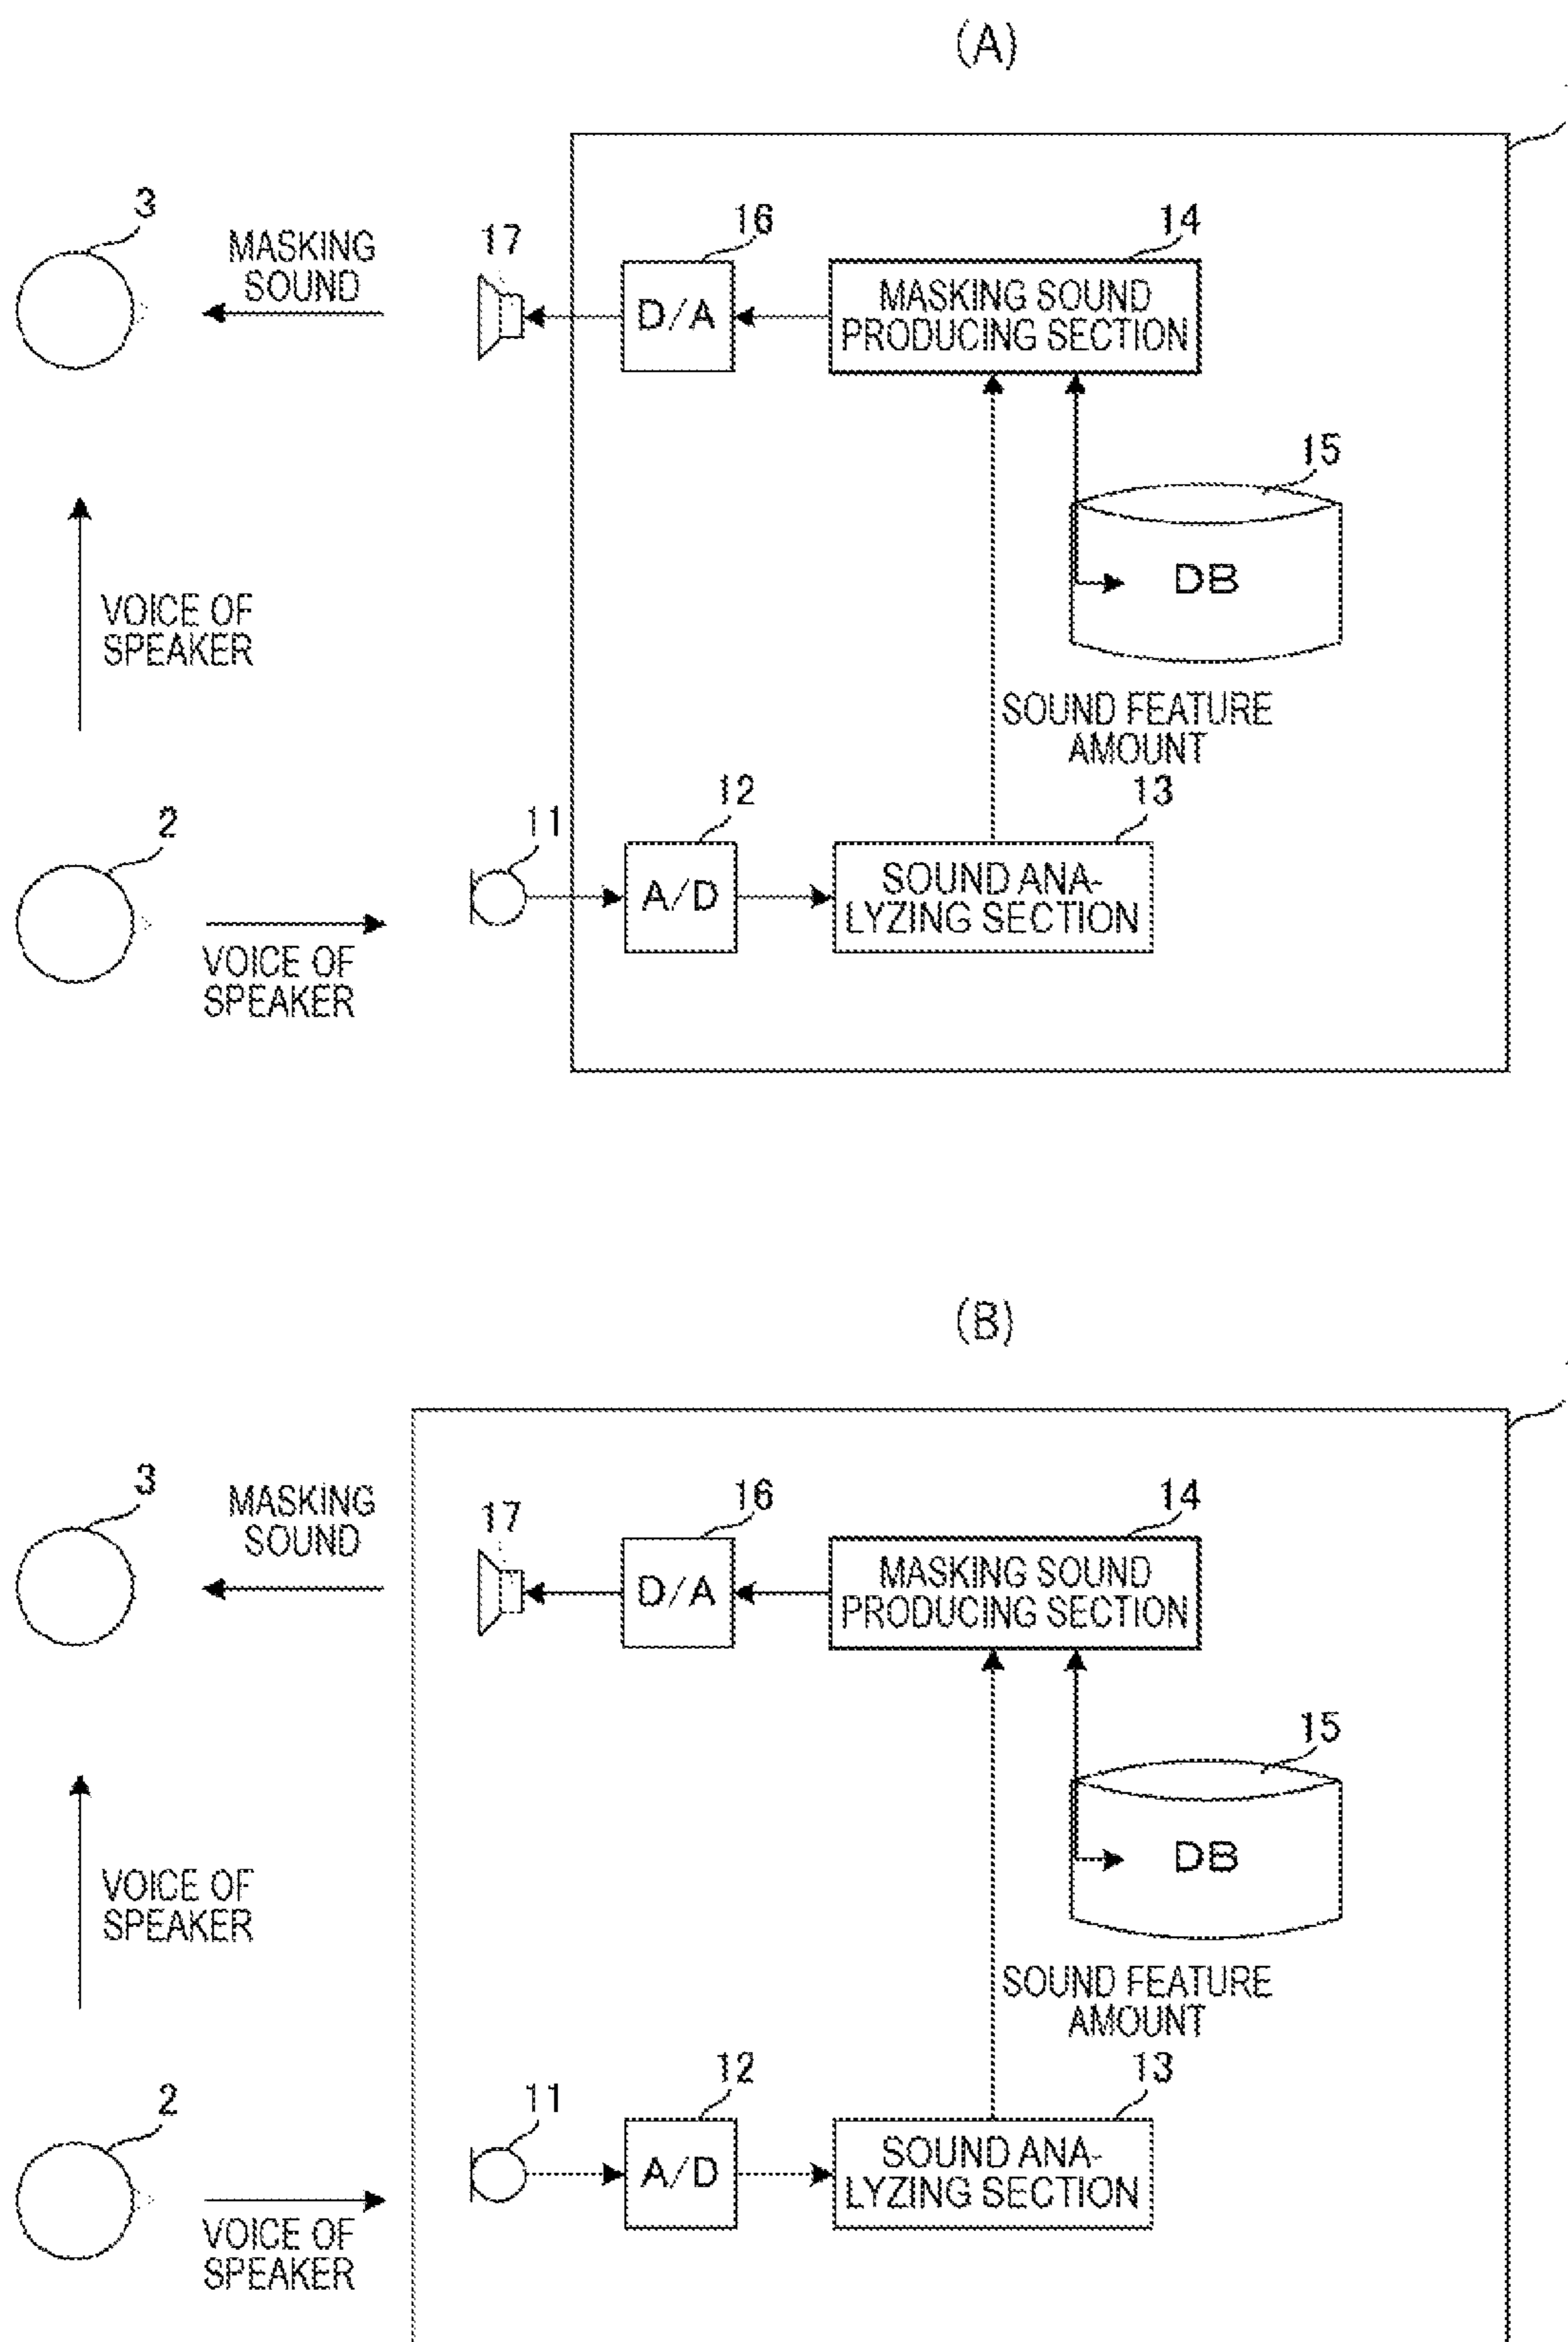 (A)
3
MASKING
SOUND
17
16
14
D/A
MASKING SOUND
PRODUCING SECTION
15
DB
VOICE OF
SPEAKER
SOUND FEATURE
AMOUNT
2
11
12
13
A/D
SOUND ANA-
LYZING SECTION
VOICE OF
SPEAKER
(B)
3
MASKING
SOUND
17
16
14
D/A
MASKING SOUND
PRODUCING SECTION
15
DB
VOICE OF
SPEAKER
SOUND FEATURE
AMOUNT
2
11
12
13
A/D
SOUND ANA-
LYZING SECTION
VOICE OF
SPEAKER